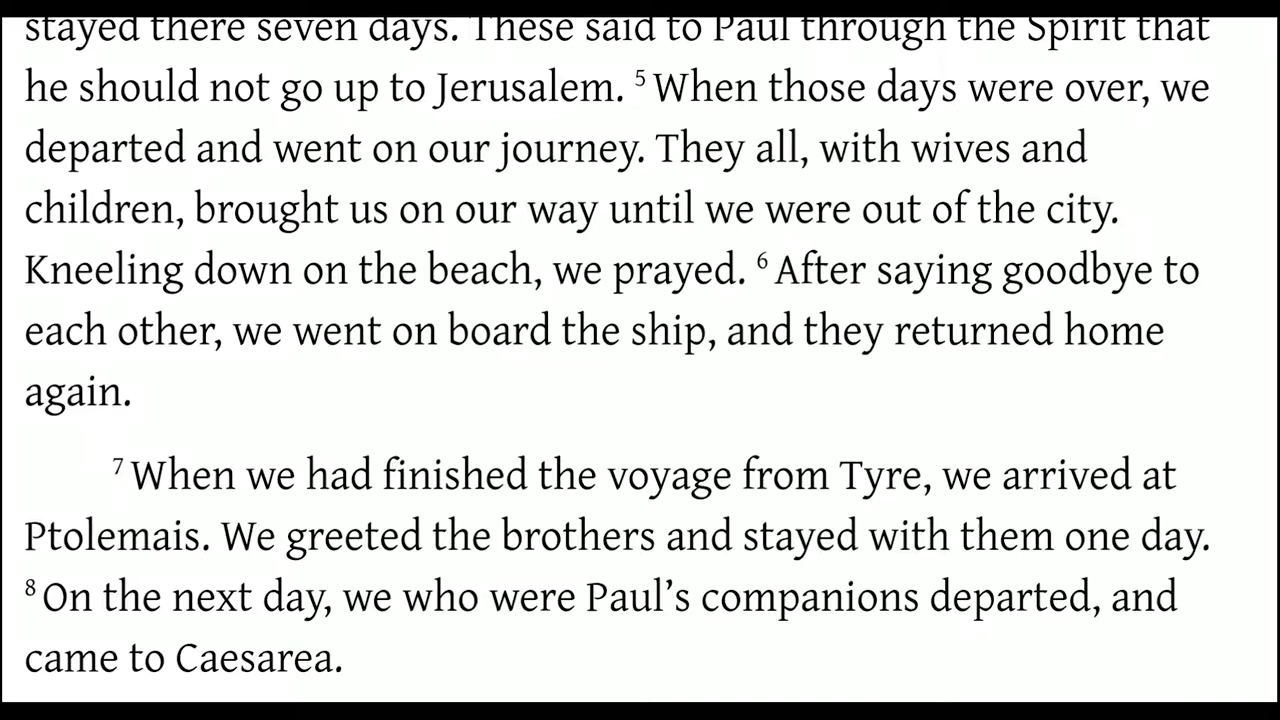 stayed there seven days. These said to Paul through the Spirit that
he should not go up to Jerusalem. 5 When those days were over, we
departed and went on our journey. They all, with wives and
children, brought us on our way until we were out of the city.
Kneeling down on the beach, we prayed. 6 After saying goodbye to
each other, we went on board the ship, and they returned home
again.
7 When we had finished the voyage from Tyre, we arrived at
Ptolemais. We greeted the brothers and stayed with them one day.
8 On the next day, we who were Paul’s companions departed, and
came to Caesarea.